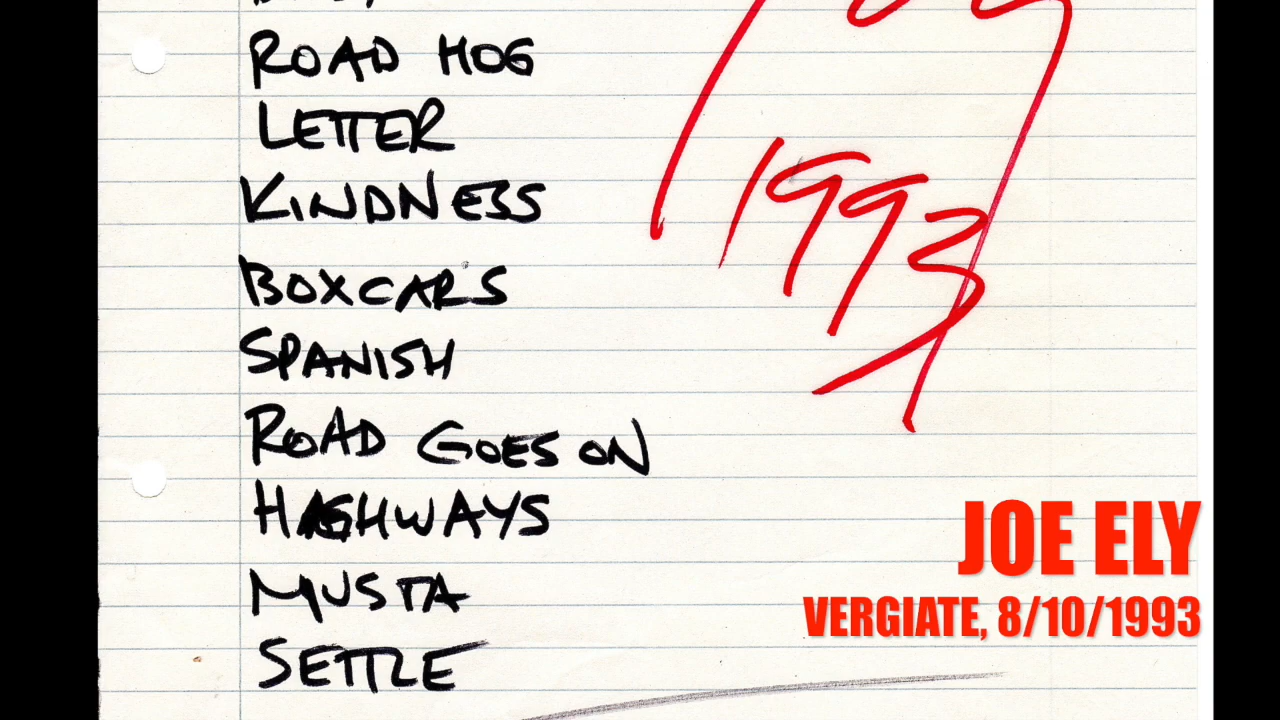 ROAD HOG
LETTER
KINDNESS
1993
BOXCARS
SPANISH
ROAD GOES ON
HIGHWAYS
MUSTA
SETTLE
JOE ELY
VERGIATE, 8/10/1993